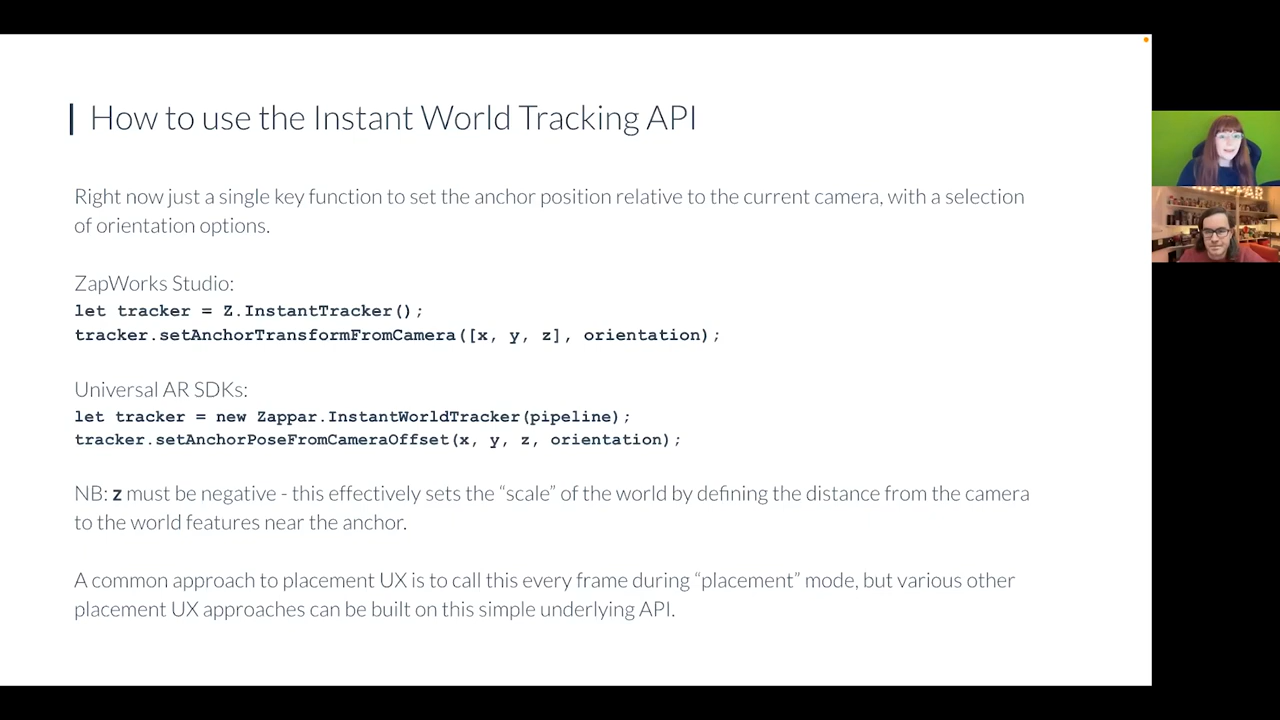 How to use the Instant World Tracking API
Right now just a single key function to set the anchor position relative to the current camera, with a selection
of orientation options.
ZapWorks Studio:
let tracker = Z.InstantTracker();
tracker.setAnchorTransformFromCamera([x, y, z], orientation);
Universal AR SDKs:
let tracker = new Zappar.InstantWorldTracker(pipeline);
tracker.setAnchorPoseFromCameraOffset(x, y, z, orientation);
NB: z must be negative - this effectively sets the “scale” of the world by defining the distance from the camera
to the world features near the anchor.
A common approach to placement UX is to call this every frame during “placement” mode, but various other
placement UX approaches can be built on this simple underlying API.